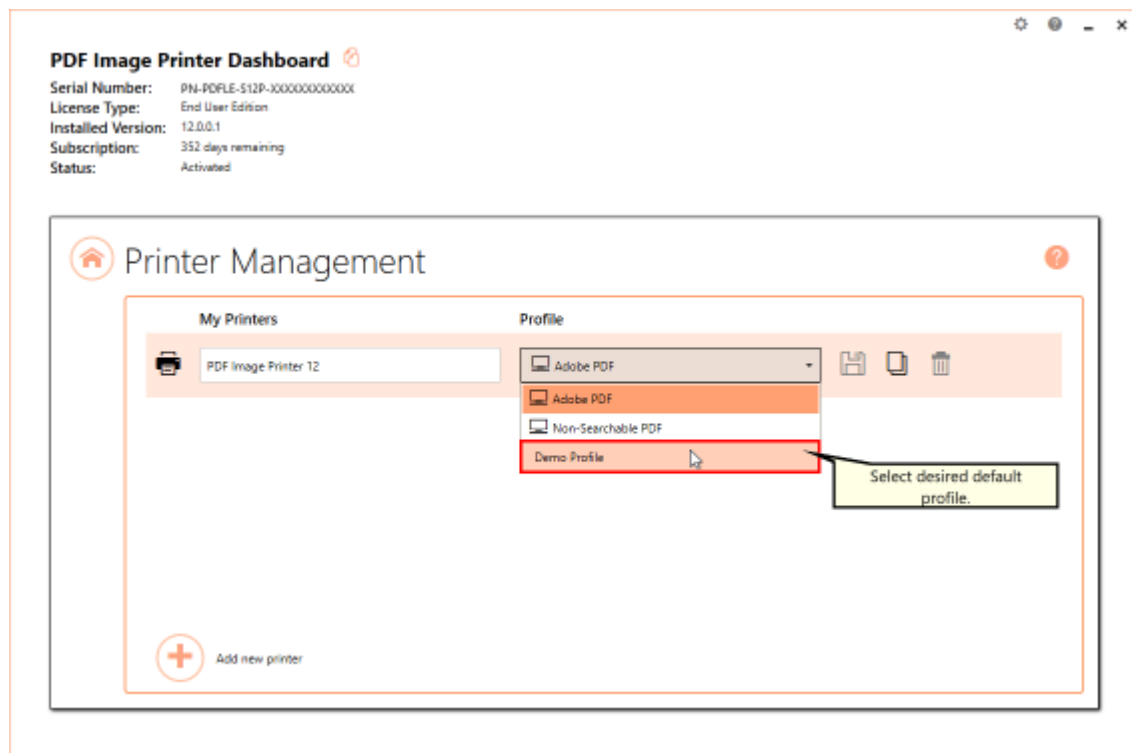 PDF Image Printer Dashboard
Serial Number: PN-PDFLE-S12P-XXXXXXXXXXXX
License Type: End User Edition
Installed Version: 12.0.0.1
Subscription: 352 days remaining
Status: Activated
Printer Management
My Printers Profile
PDF Image Printer 12 Adobe PDF
Adobe PDF
Non-Searchable PDF
Demo Profile
Select desired default
profile.
Add new printer